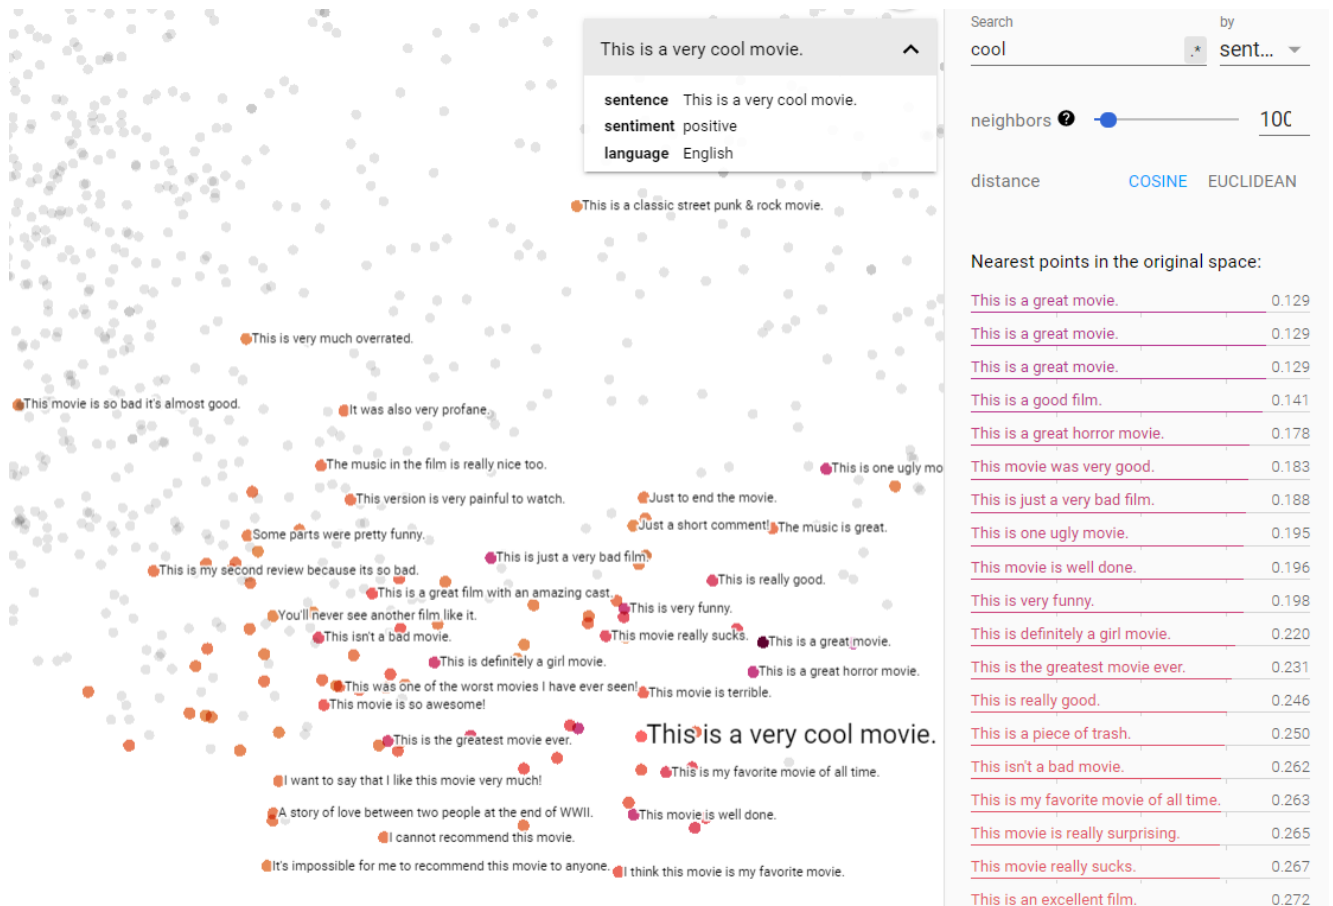 This is a very cool movie.
sentence This is a very cool movie.
sentiment positive
language English
This is a classic street punk & rock movie.
This is very much overrated.
This movie is so bad it's almost good.
It was also very profane.
The music in the film is really nice too.
This is one ugly mo
This version is very painful to watch.
Just to end the movie.
Some parts were pretty funny.
Just a short comment!
The music is great.
This is just a very bad film.
This is my second review because its so bad.
This is really good.
This is a great film with an amazing cast.
This is very funny.
You'll never see another film like it.
This isn't a bad movie.
This movie really sucks.
This is a great movie.
This is definitely a girl movie.
This is a great horror movie.
This was one of the worst movies I have ever seen!
This movie is terrible.
This movie is so awesome!
This is a very cool movie.
This is the greatest movie ever.
This is my favorite movie of all time.
I want to say that I like this movie very much!
A story of love between two people at the end of WWII.
This movie is well done.
I cannot recommend this movie.
It's impossible for me to recommend this movie to anyone.
I think this movie is my favorite movie.
Search by
cool .* sent...
neighbors ? 100
distance COSINE EUCLIDEAN
Nearest points in the original space:
This is a great movie. 0.129
This is a great movie. 0.129
This is a great movie. 0.129
This is a good film. 0.141
This is a great horror movie. 0.178
This movie was very good. 0.183
This is just a very bad film. 0.188
This is one ugly movie. 0.195
This movie is well done. 0.196
This is very funny. 0.198
This is definitely a girl movie. 0.220
This is the greatest movie ever. 0.231
This is really good. 0.246
This is a piece of trash. 0.250
This isn't a bad movie. 0.262
This is my favorite movie of all time. 0.263
This movie is really surprising. 0.265
This movie really sucks. 0.267
This is an excellent film. 0.272